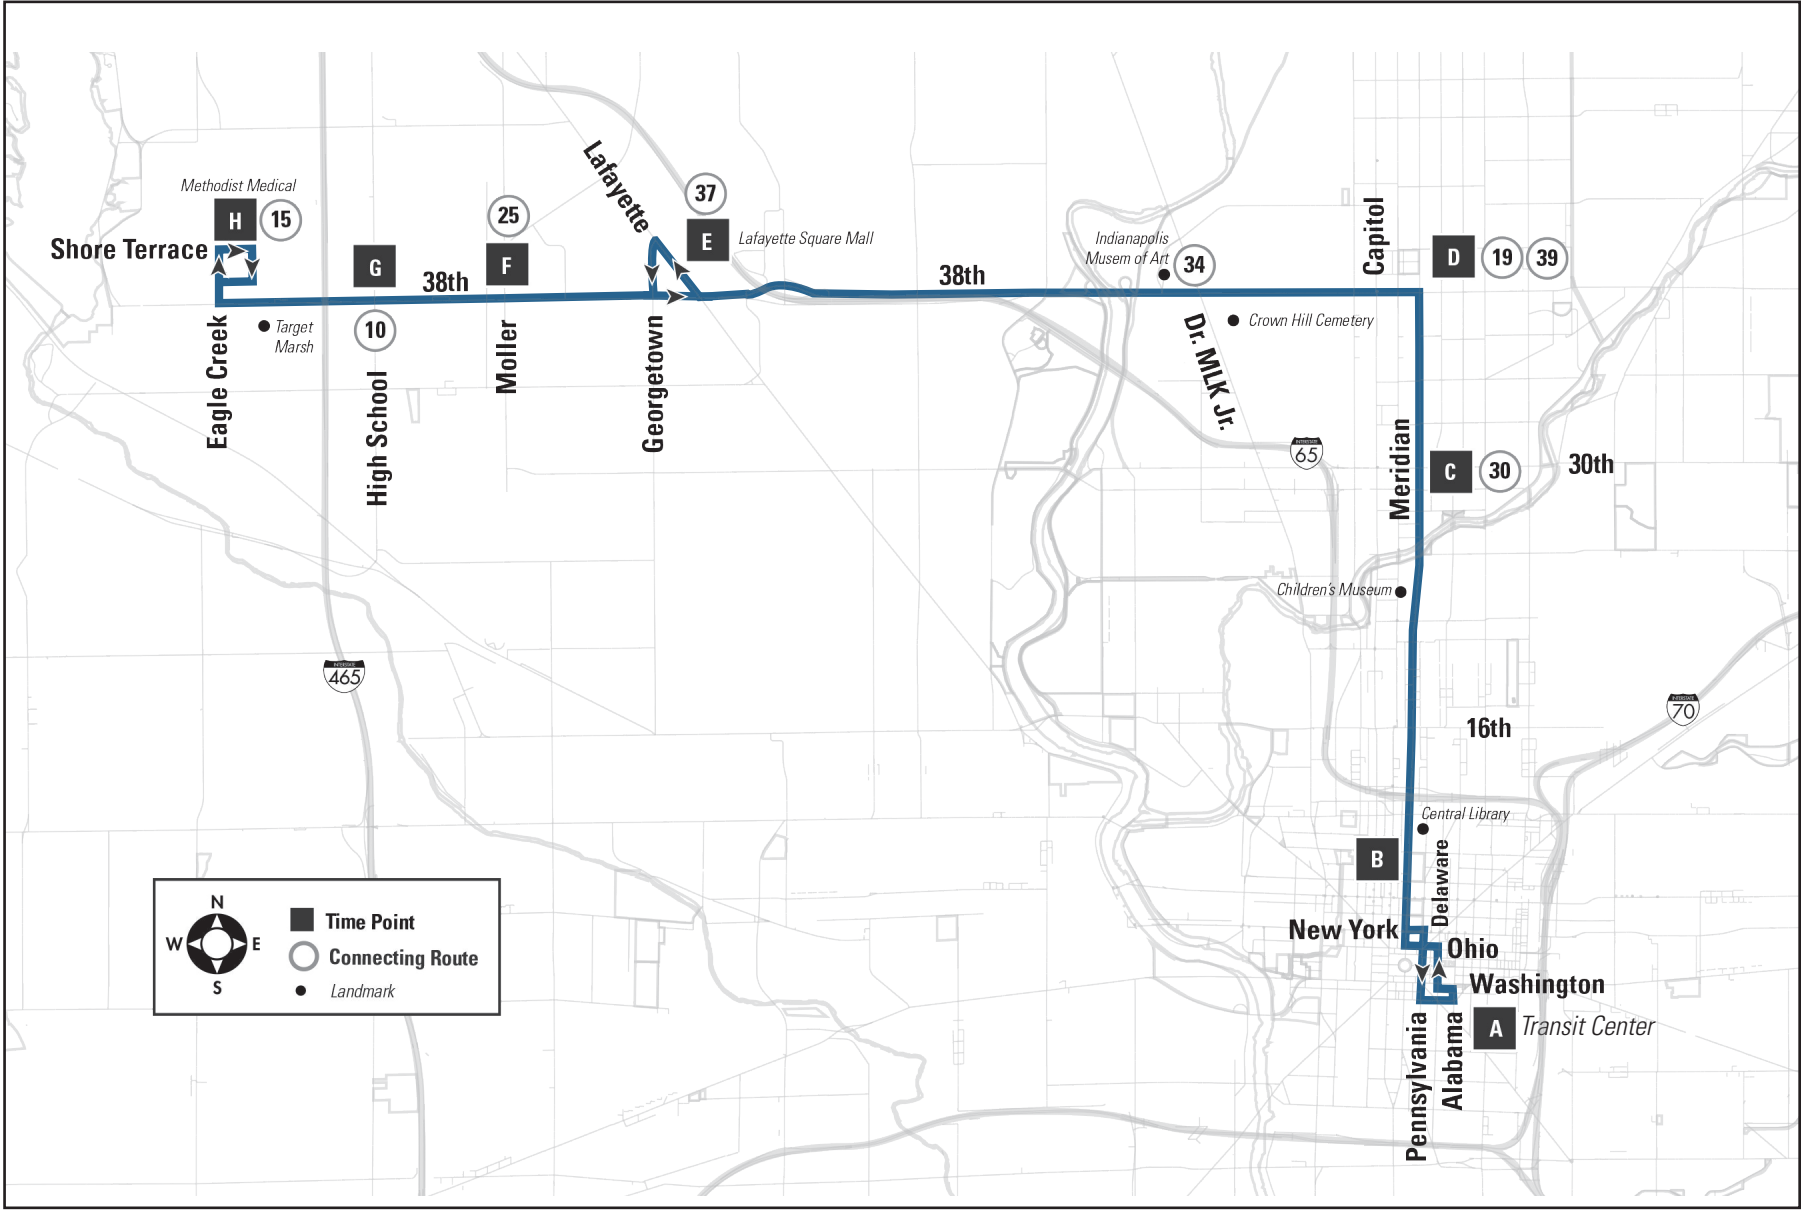 Methodist Medical
H
15
Shore Terrace
G
10
38th
25
F
Lafayette
37
E
Lafayette Square Mall
38th
Indianapolis
Musem of Art
34
Capitol
D
19
39
Target
Marsh
Eagle Creek
High School
Moller
Georgetown
Dr. MLK Jr.
Crown Hill Cemetery
INTERSTATE
65
Meridian
C
30
30th
Children's Museum
INTERSTATE
465
INTERSTATE
70
16th
Central Library
B
Delaware
New York
Ohio
Washington
A
Transit Center
Pennsylvania
Alabama
N
W
E
S
Time Point
Connecting Route
Landmark